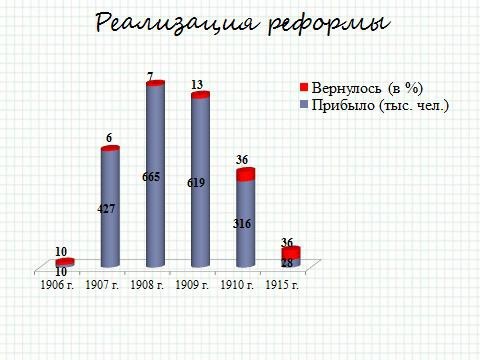 Реализация реформы
7
13
Вернулось (в %)
Прибыло (тыс. чел.)
6
36
665
619
427
316
10
36
10
28
1906 г.
1907 г.
1908 г.
1909 г.
1910 г.
1915 г.